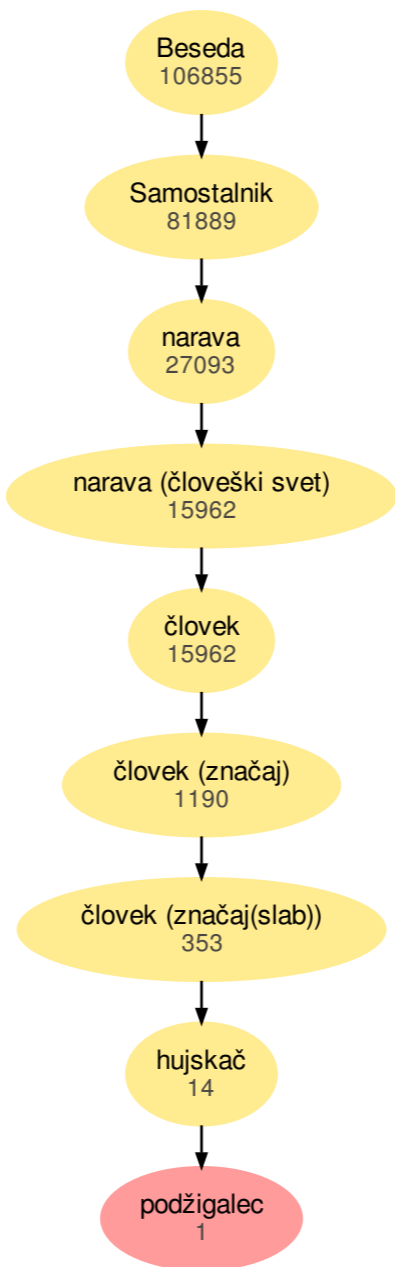 Beseda
106855
Samostalnik
81889
narava
27093
narava (človeški svet)
15962
človek
15962
človek (značaj)
1190
človek (značaj(slab))
353
hujskač
14
podžigalec
1